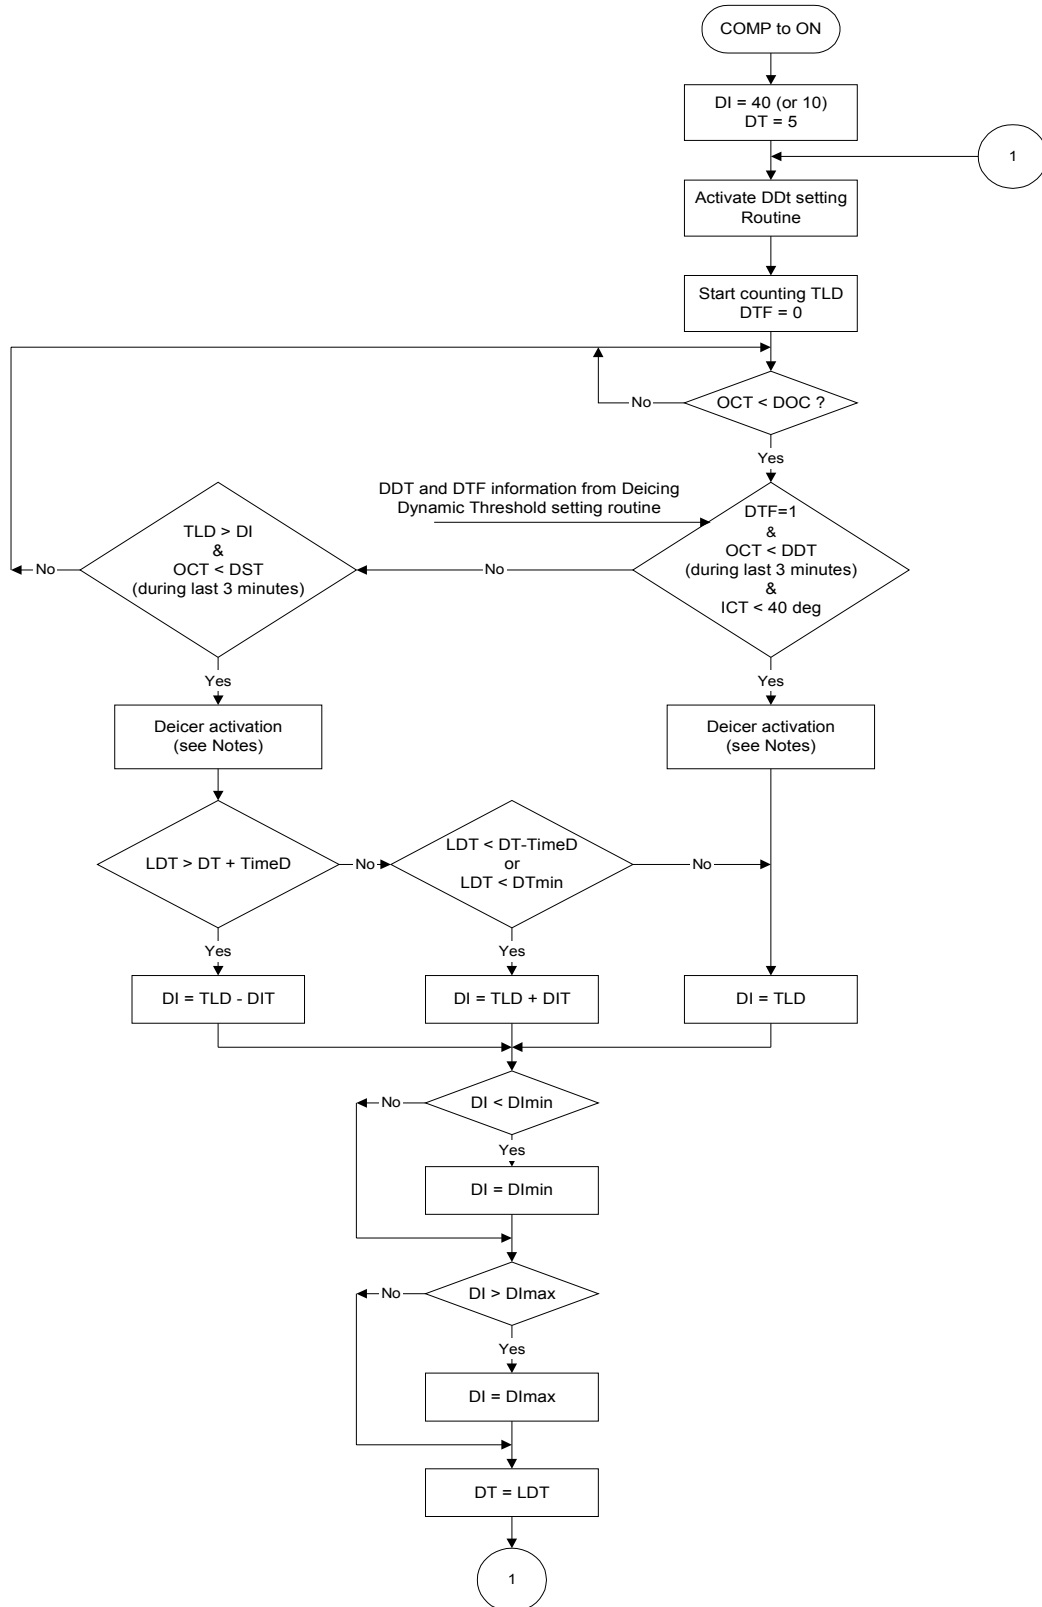 COMP to ON
DI = 40 (or 10)
DT = 5
1
Activate DDt setting
Routine
Start counting TLD
DTF = 0
No
OCT < DOC ?
Yes
DDT and DTF information from Deicing
Dynamic Threshold setting routine
DTF=1
&
OCT < DDT
(during last 3 minutes)
&
ICT < 40 deg
No
TLD > DI
&
OCT < DST
(during last 3 minutes)
No
Yes
Yes
Deicer activation
(see Notes)
Deicer activation
(see Notes)
LDT > DT + TimeD
No
LDT < DT-TimeD
or
LDT < DTmin
No
Yes
Yes
DI = TLD - DIT
DI = TLD + DIT
DI = TLD
No
DI < DImin
Yes
DI = DImin
No
DI > DImax
Yes
DI = DImax
DT = LDT
1